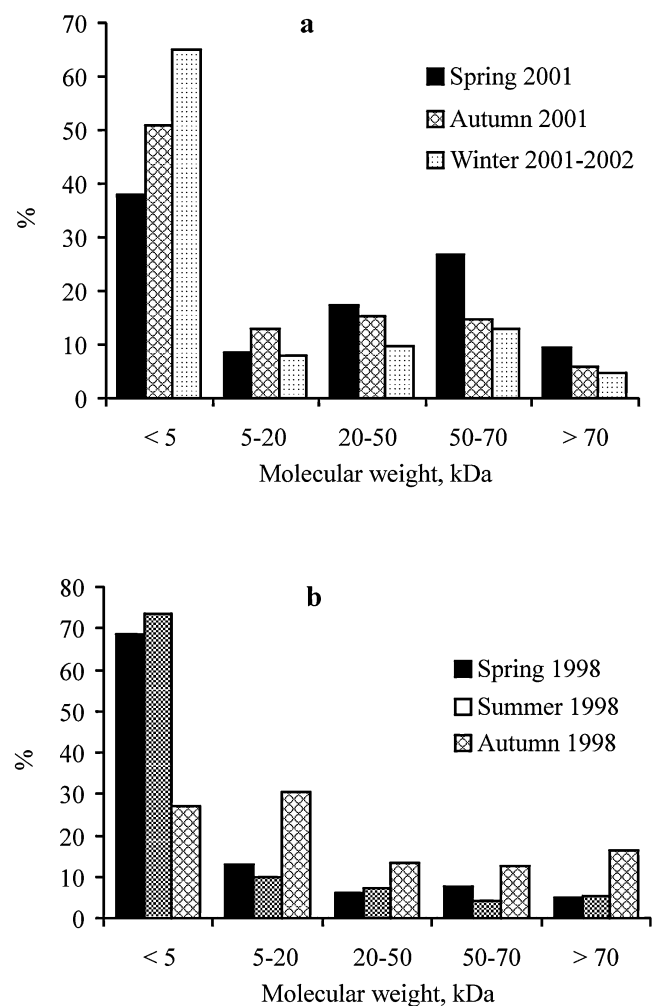 a
70
60
50
40
30
20
10
0
%
Spring 2001
Autumn 2001
Winter 2001-2002
< 5 5-20 20-50 50-70 > 70
Molecular weight, kDa
b
80
70
60
50
40
30
20
10
0
%
Spring 1998
Summer 1998
Autumn 1998
< 5 5-20 20-50 50-70 > 70
Molecular weight, kDa